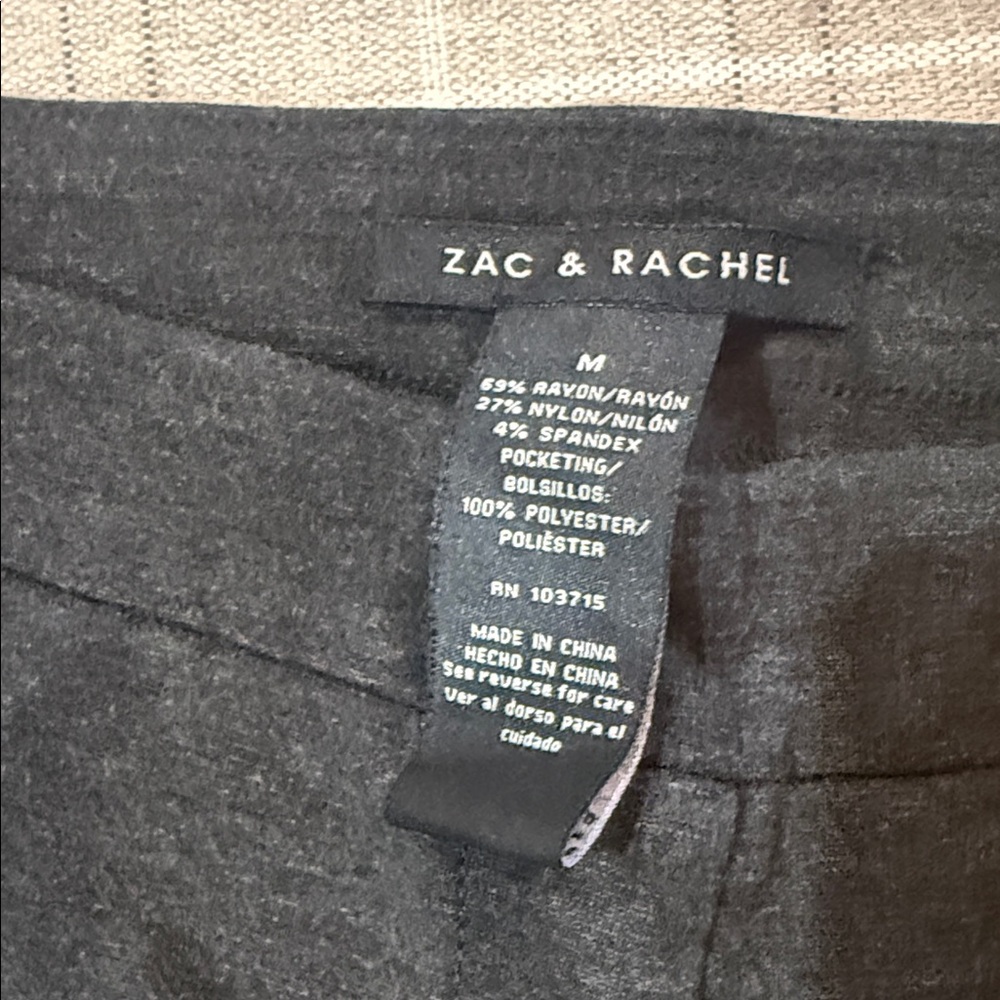 ZAC & RACHEL
M
69% RAYON/RAYÓN
27% NYLON/NILÓN
4% SPANDEX
POCKETING/
BOLSILLOS:
100% POLYESTER/
POLIÉSTER
RN 103715
MADE IN CHINA
HECHO EN CHINA
See reverse for care
Ver al dorso para el
cuidado